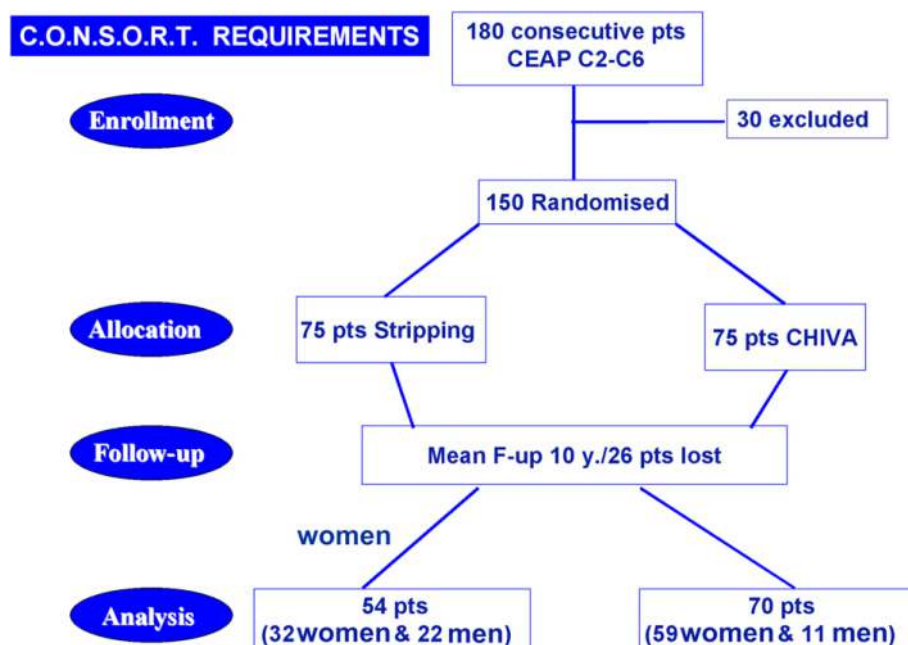 C.O.N.S.O.R.T. REQUIREMENTS
180 consecutive pts
CEAP C2-C6
Enrollment
30 excluded
150 Randomised
Allocation
75 pts Stripping
75 pts CHIVA
Follow-up
Mean F-up 10 y./26 pts lost
women
Analysis
54 pts
(32women & 22 men)
70 pts
(59women & 11 men)